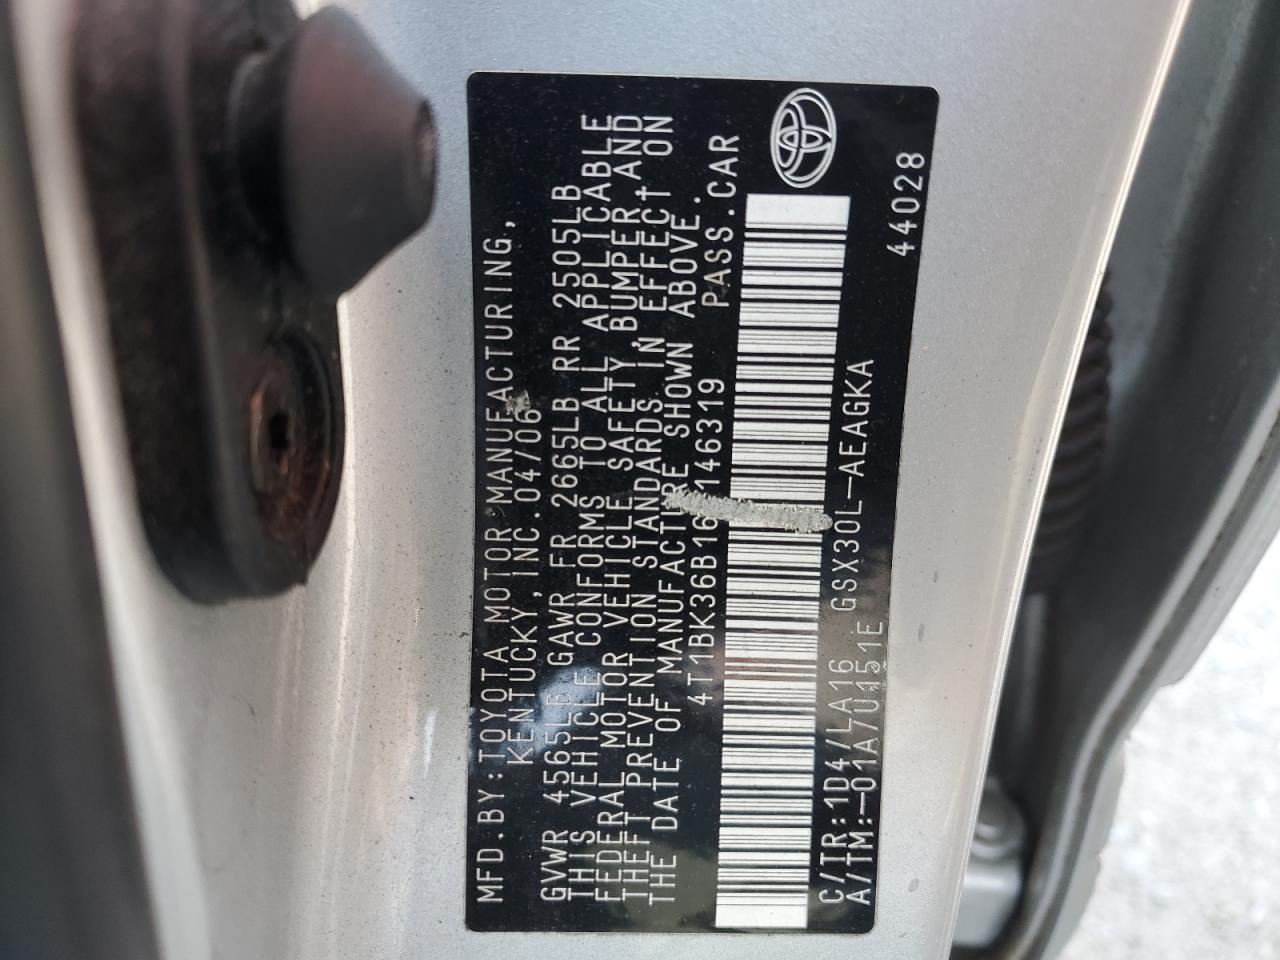 MFD.BY:TOYOTA MOTOR MANUFACTURING,
KENTUCKY,INC.04/06
GVWR 4565LB GAWR FR 2665LB RR 2505LB
THIS VEHICLE CONFORMS TO ALL APPLICABLE
FEDERAL MOTOR VEHICLE SAFETY,BUMPER,AND
THEFT PREVENTION STANDARDS IN EFFECT ON
THE DATE OF MANUFACTURE SHOWN ABOVE.
PASS.CAR
C/TR:1D4/LA16 GSX30L-AEAGKA
A/TM:-01A/U151E 44028